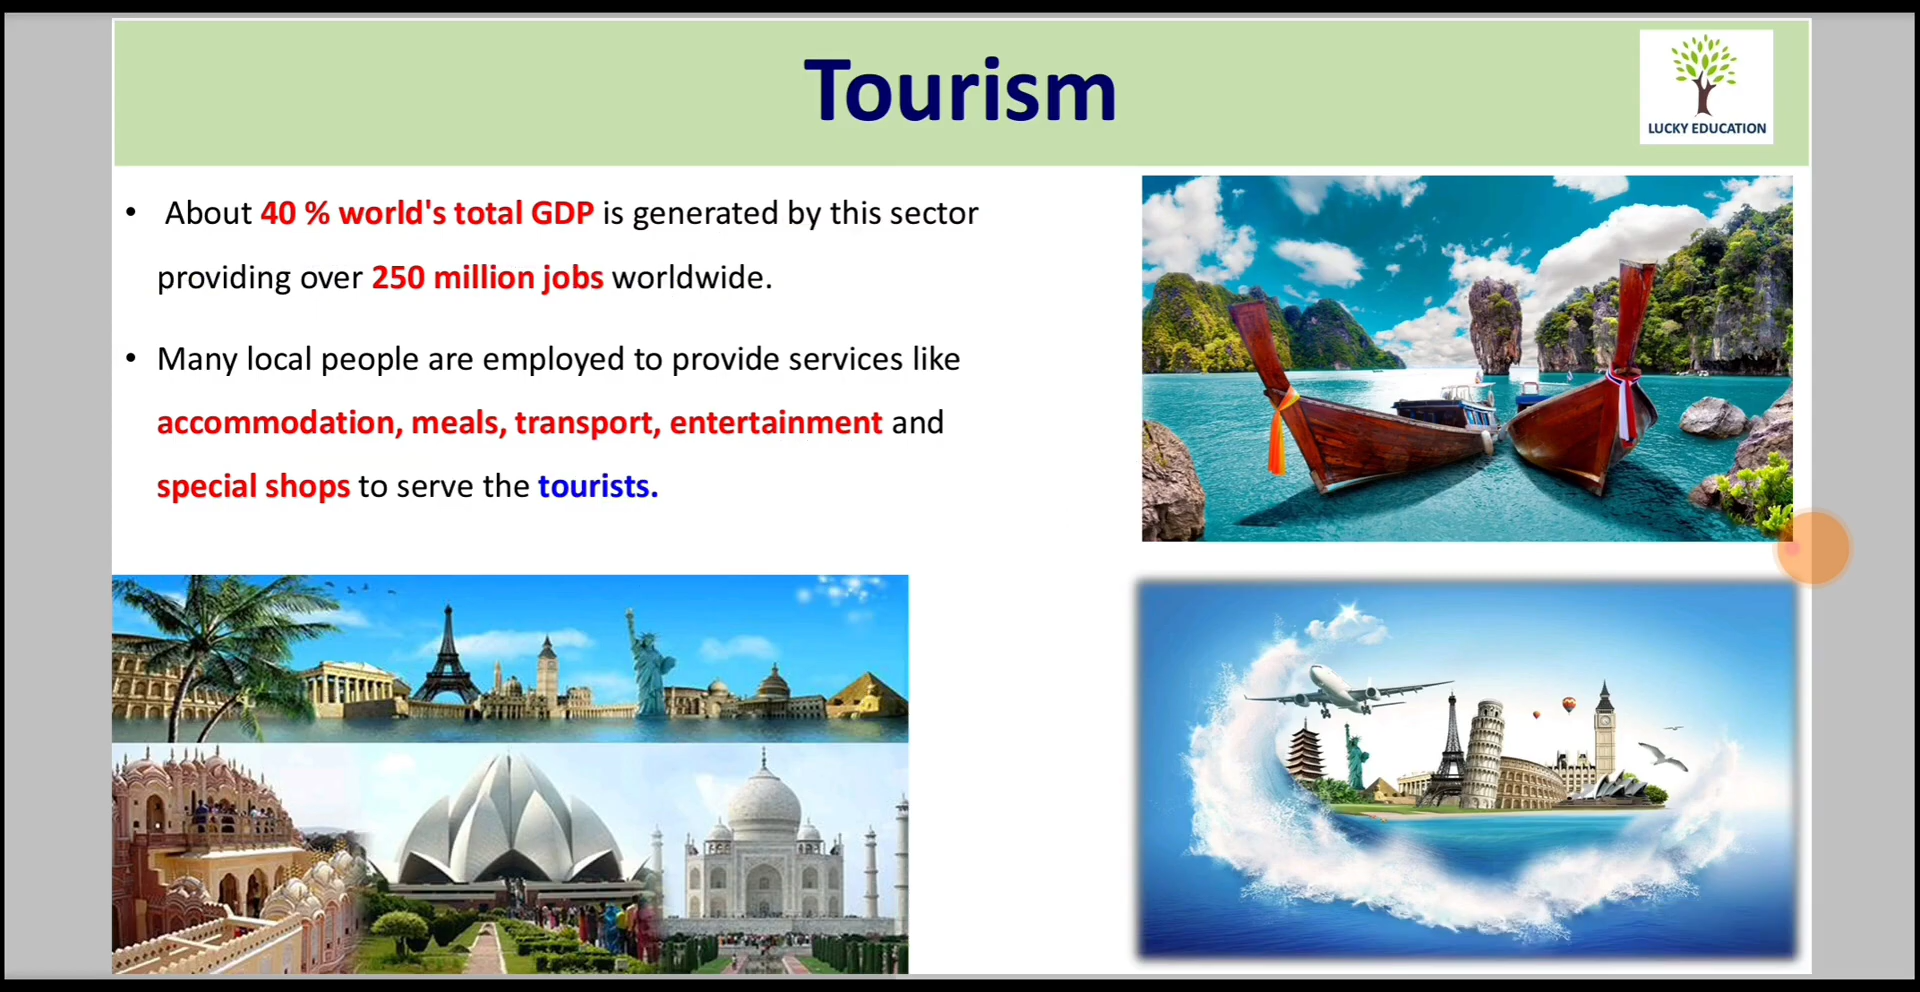 Tourism
LUCKY EDUCATION
• About 40 % world's total GDP is generated by this sector
providing over 250 million jobs worldwide.
• Many local people are employed to provide services like
accommodation, meals, transport, entertainment and
special shops to serve the tourists.